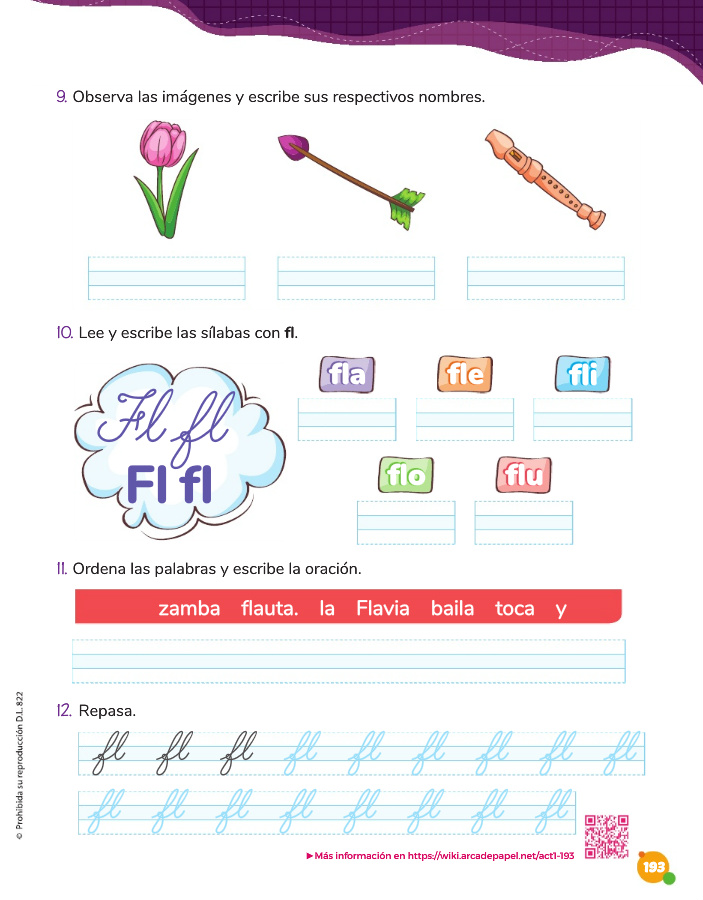 9. Observa las imágenes y escribe sus respectivos nombres.
10. Lee y escribe las sílabas con fl.
Fl fl
Fl fl
fla fle fli
flo flu
11. Ordena las palabras y escribe la oración.
zamba flauta. la Flavia baila toca y
12. Repasa.
fl fl fl fl fl fl fl fl fl
fl fl fl fl fl fl fl fl
© Prohibida su reproducción D.L. 822
►Más información en https://wiki.arcadepapel.net/act1-193
193